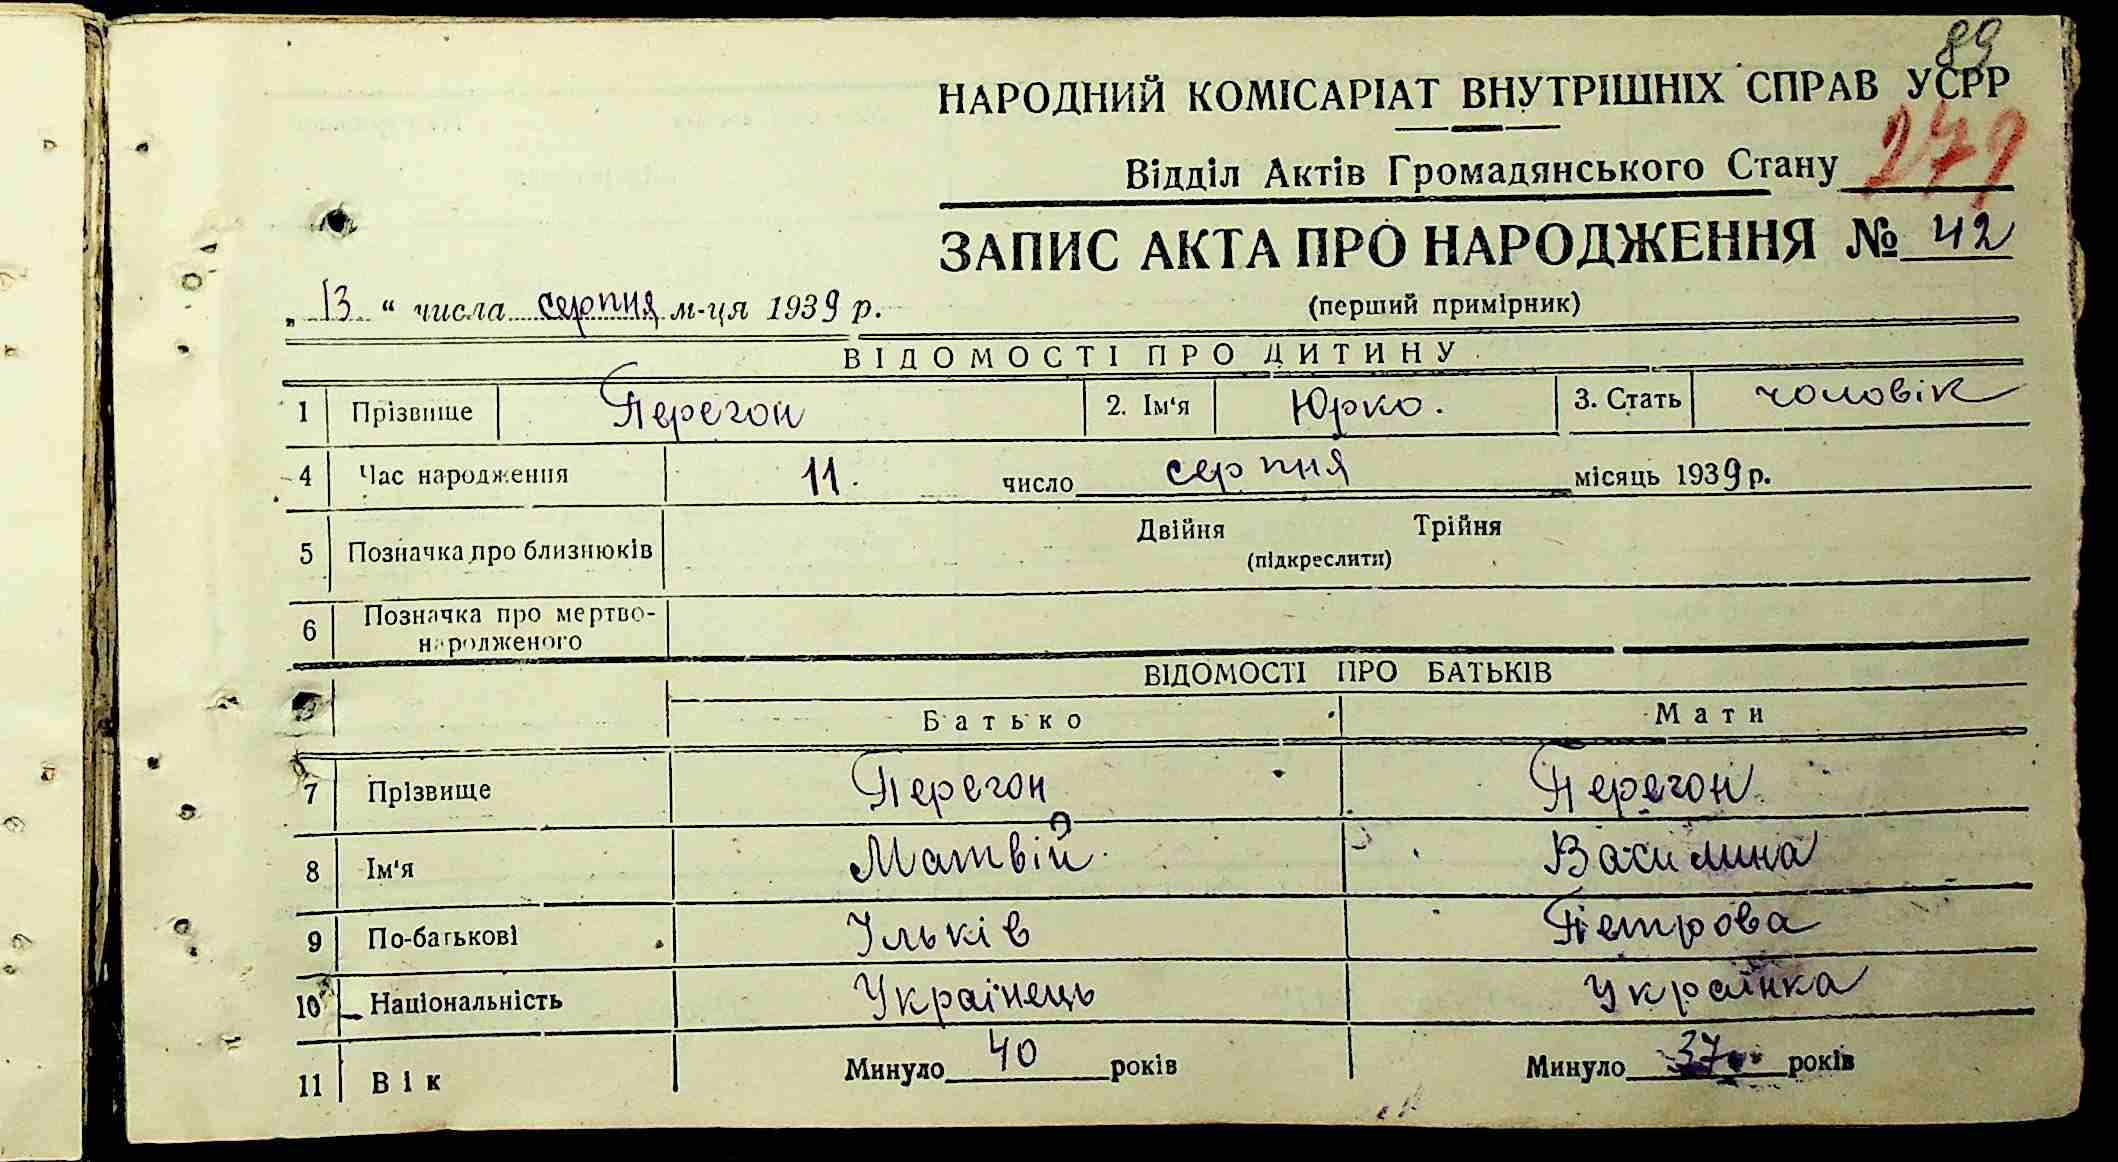 89
НАРОДНИЙ КОМІСАРІАТ ВНУТРІШНІХ СПРАВ УСРР
Відділ Актів Громадянського Стану 279
ЗАПИС АКТА ПРО НАРОДЖЕННЯ № 42
„ 13 “ числа серпня м-ця 1939 р.
(перший примірник)
ВІДОМОСТІ ПРО ДИТИНУ
1 Прізвище Перегон 2. Ім‘я Юрко. 3. Стать чоловік
4 Час народження 11. число серпня місяць 1939 р.
5 Позначка про близнюків Двійня Трійня
(підкреслити)
6 Позначка про мертво-
народженого
ВІДОМОСТІ ПРО БАТЬКІВ
Батько Мати
7 Прізвище Перегон Перегон
8 Ім‘я Матвій Василина
9 По-батькові Ільків Петрова
10 Національність Українець Українка
11 Вік Минуло 40 років Минуло 37 років